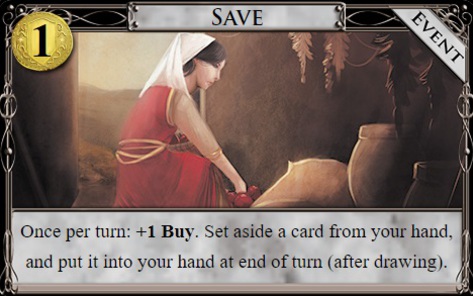 SAVE
1
EVENT
Once per turn: +1 Buy. Set aside a card from your hand,
and put it into your hand at end of turn (after drawing).